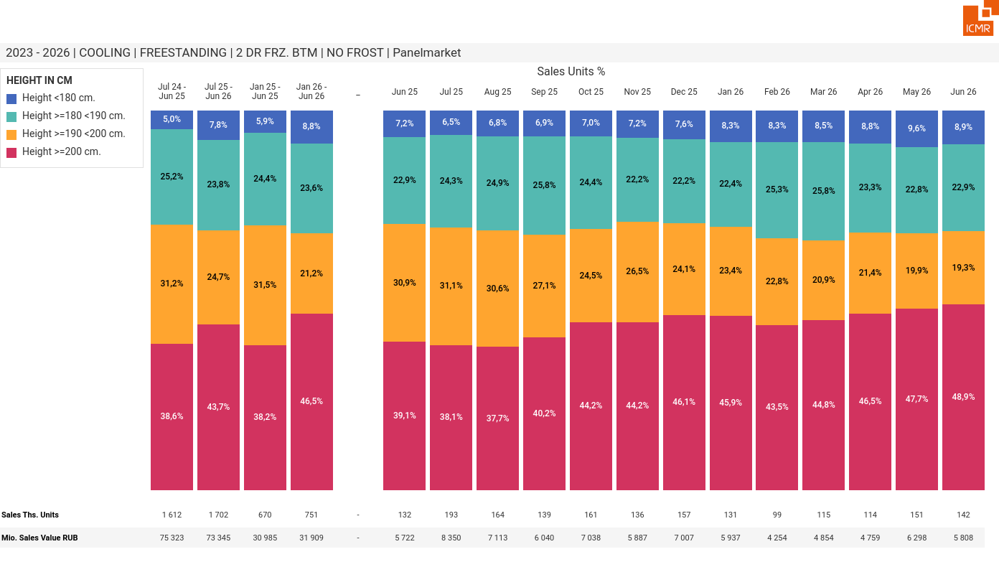 ICMR
2023 - 2026 | COOLING | FREESTANDING | 2 DR FRZ. BTM | NO FROST | Panelmarket
Sales Units %
HEIGHT IN CM
Height <180 cm.
Height >=180 <190 cm.
Height >=190 <200 cm.
Height >=200 cm.
Jul 24 - Jul 25 - Jan 25 - Jan 26 -
Jun 25 Jun 26 Jun 25 Jun 26 – Jun 25 Jul 25 Aug 25 Sep 25 Oct 25 Nov 25 Dec 25 Jan 26 Feb 26 Mar 26 Apr 26 May 26 Jun 26
5,0% 7,8% 5,9% 8,8% 7,2% 6,5% 6,8% 6,9% 7,0% 7,2% 7,6% 8,3% 8,3% 8,5% 8,8% 9,6% 8,9%
25,2% 23,8% 24,4% 23,6% 22,9% 24,3% 24,9% 25,8% 24,4% 22,2% 22,2% 22,4% 25,3% 25,8% 23,3% 22,8% 22,9%
31,2% 24,7% 31,5% 21,2% 30,9% 31,1% 30,6% 27,1% 24,5% 26,5% 24,1% 23,4% 22,8% 20,9% 21,4% 19,9% 19,3%
38,6% 43,7% 38,2% 46,5% 39,1% 38,1% 37,7% 40,2% 44,2% 44,2% 46,1% 45,9% 43,5% 44,8% 46,5% 47,7% 48,9%
Sales Ths. Units 1 612 1 702 670 751 - 132 193 164 139 161 136 157 131 99 115 114 151 142
Mio. Sales Value RUB 75 323 73 345 30 985 31 909 - 5 722 8 350 7 113 6 040 7 038 5 887 7 007 5 937 4 254 4 854 4 759 6 298 5 808